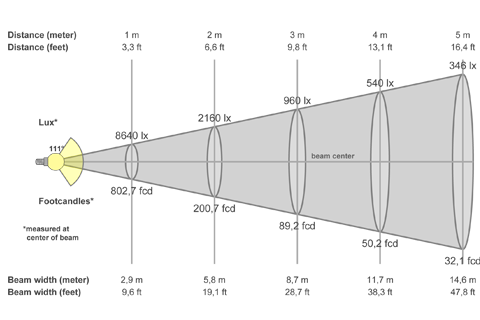 Distance (meter) 1 m 2 m 3 m 4 m 5 m
Distance (feet) 3,3 ft 6,6 ft 9,8 ft 13,1 ft 16,4 ft
346 lx
540 lx
960 lx
2160 lx
Lux*
8640 lx
111°
beam center
802,7 fcd
Footcandles*
200,7 fcd
89,2 fcd
*measured at
center of beam
50,2 fcd
32,1 fcd
Beam width (meter) 2,9 m 5,8 m 8,7 m 11,7 m 14,6 m
Beam width (feet) 9,6 ft 19,1 ft 28,7 ft 38,3 ft 47,8 ft